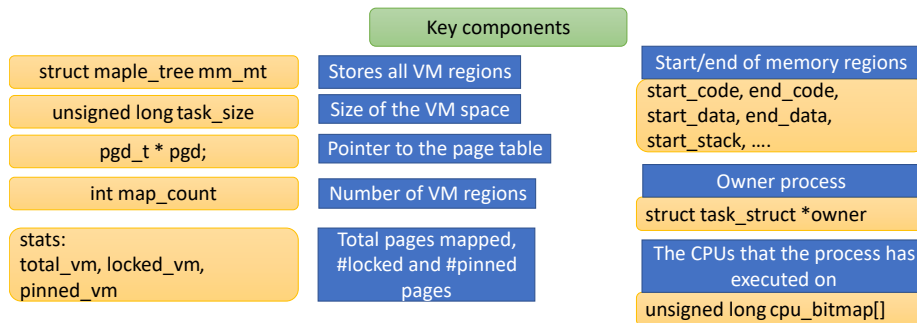 Key components
struct maple_tree mm_mt
Stores all VM regions
unsigned long task_size
Size of the VM space
pgd_t * pgd;
Pointer to the page table
int map_count
Number of VM regions
stats:
total_vm, locked_vm,
pinned_vm
Total pages mapped,
#locked and #pinned
pages
Start/end of memory regions
start_code, end_code,
start_data, end_data,
start_stack, ....
Owner process
struct task_struct *owner
The CPUs that the process has
executed on
unsigned long cpu_bitmap[]